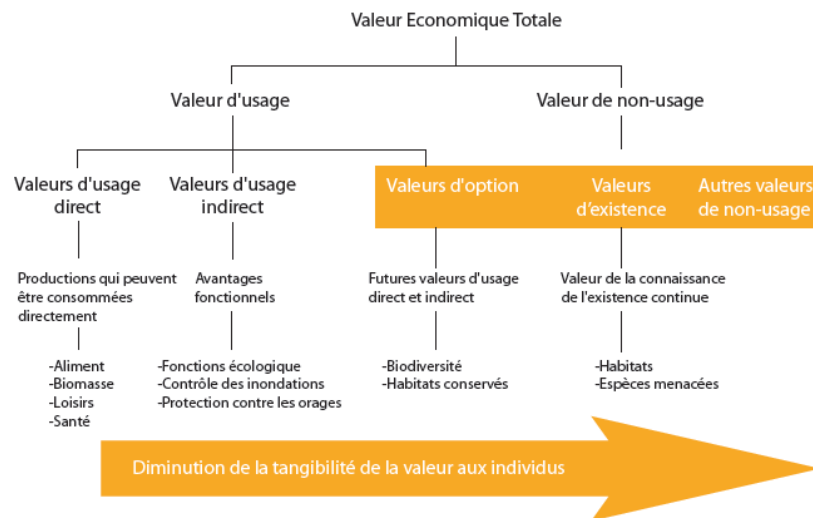 Valeur Economique Totale
Valeur d'usage
Valeur de non-usage
Valeurs d'usage
direct
Valeurs d'usage
indirect
Valeurs d'option
Valeurs
d'existence
Autres valeurs
de non-usage
Productions qui peuvent
être consommées
directement
Avantages
fonctionnels
Futures valeurs d'usage
direct et indirect
Valeur de la connaissance
de l'existence continue
-Aliment
-Biomasse
-Loisirs
-Santé
-Fonctions écologique
-Contrôle des inondations
-Protection contre les orages
-Biodiversité
-Habitats conservés
-Habitats
-Espèces menacées
Diminution de la tangibilité de la valeur aux individus